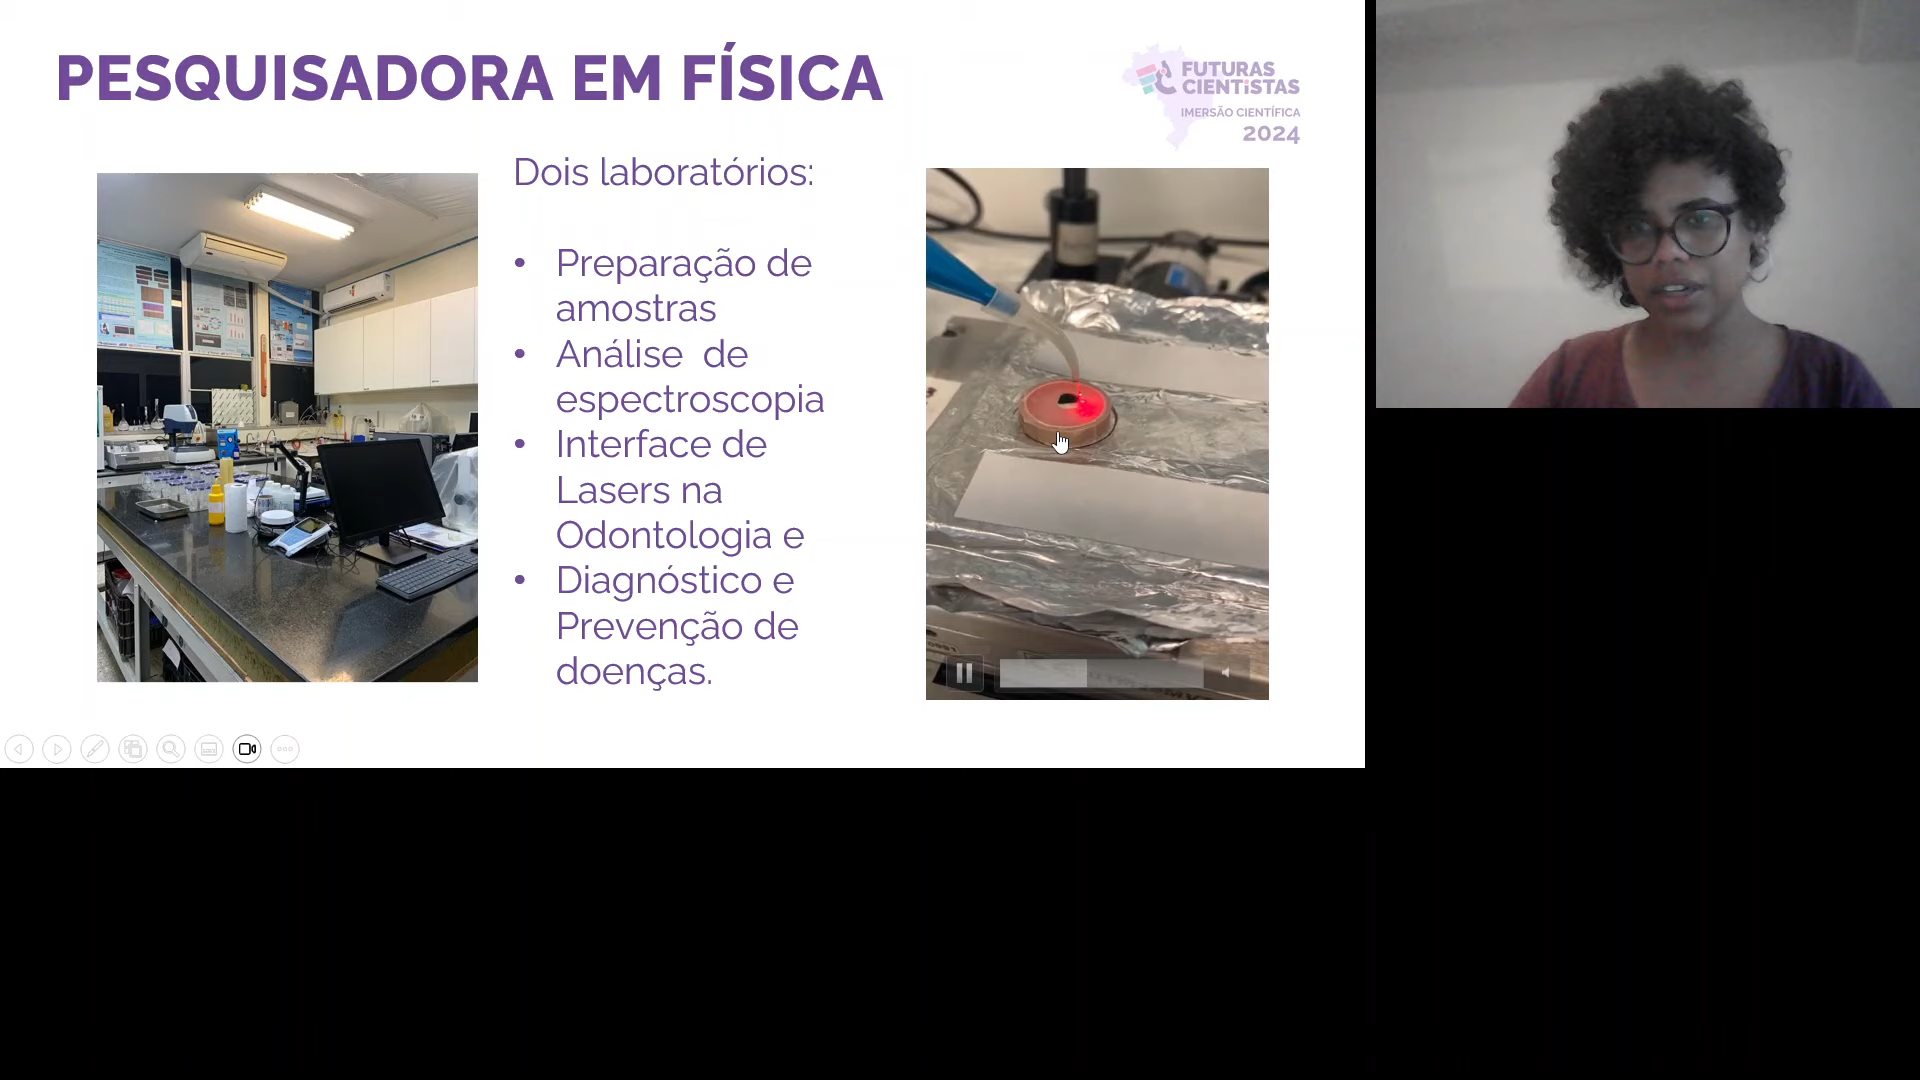 PESQUISADORA EM FÍSICA
FUTURAS
CIENTISTAS
IMERSÃO CIENTÍFICA
2024
Dois laboratórios:
• Preparação de
amostras
• Análise de
espectroscopia
• Interface de
Lasers na
Odontologia e
• Diagnóstico e
Prevenção de
doenças.